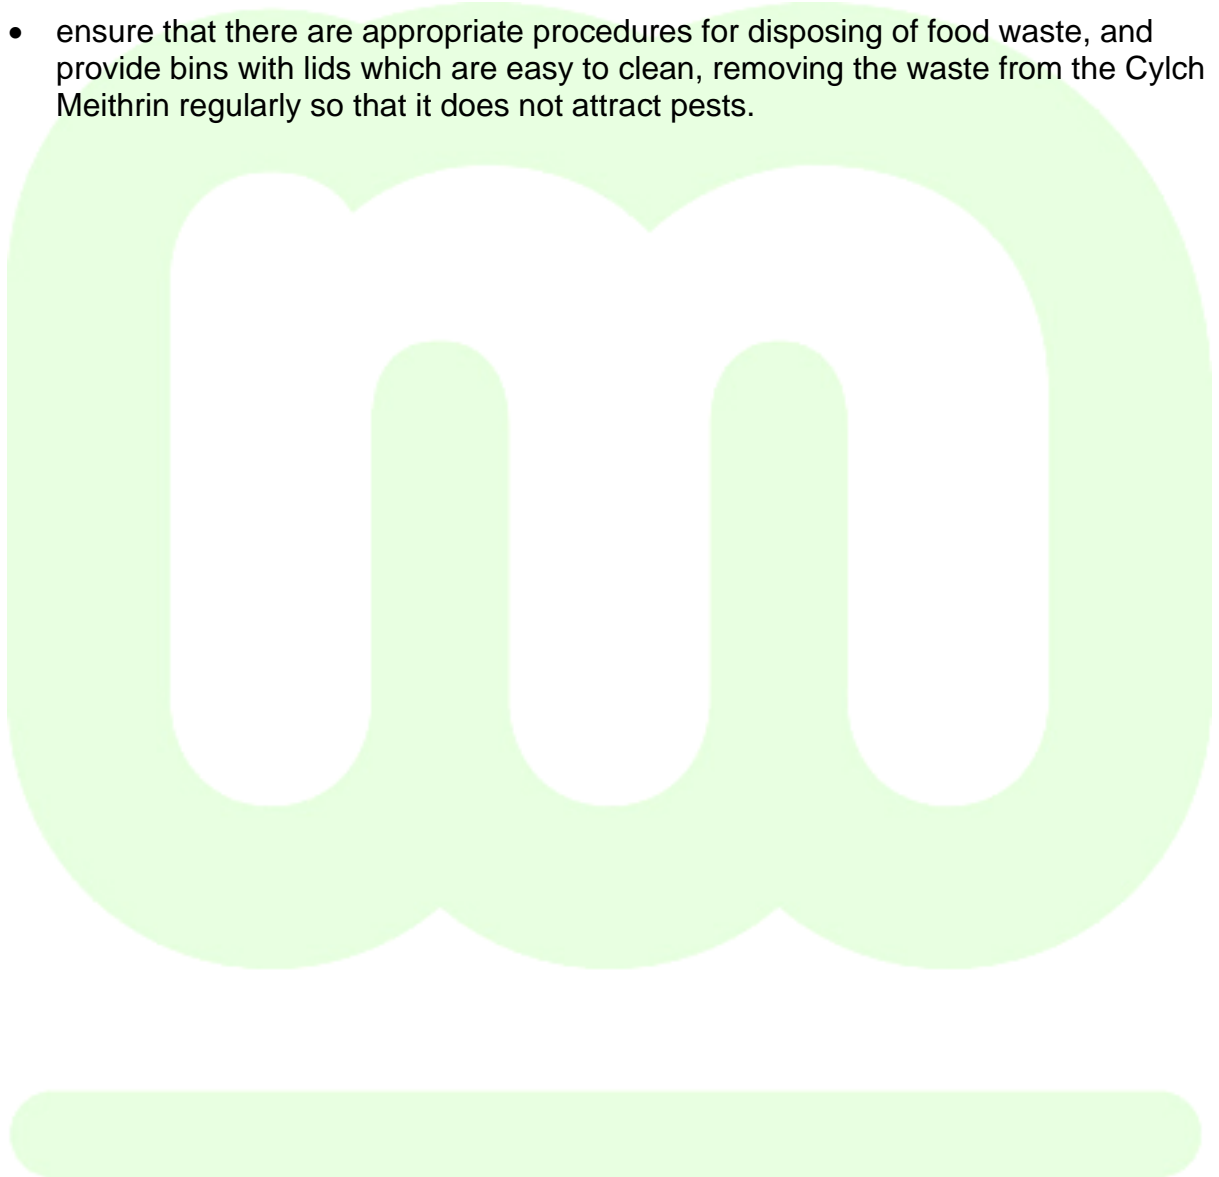 • ensure that there are appropriate procedures for disposing of food waste, and
provide bins with lids which are easy to clean, removing the waste from the Cylch
Meithrin regularly so that it does not attract pests.